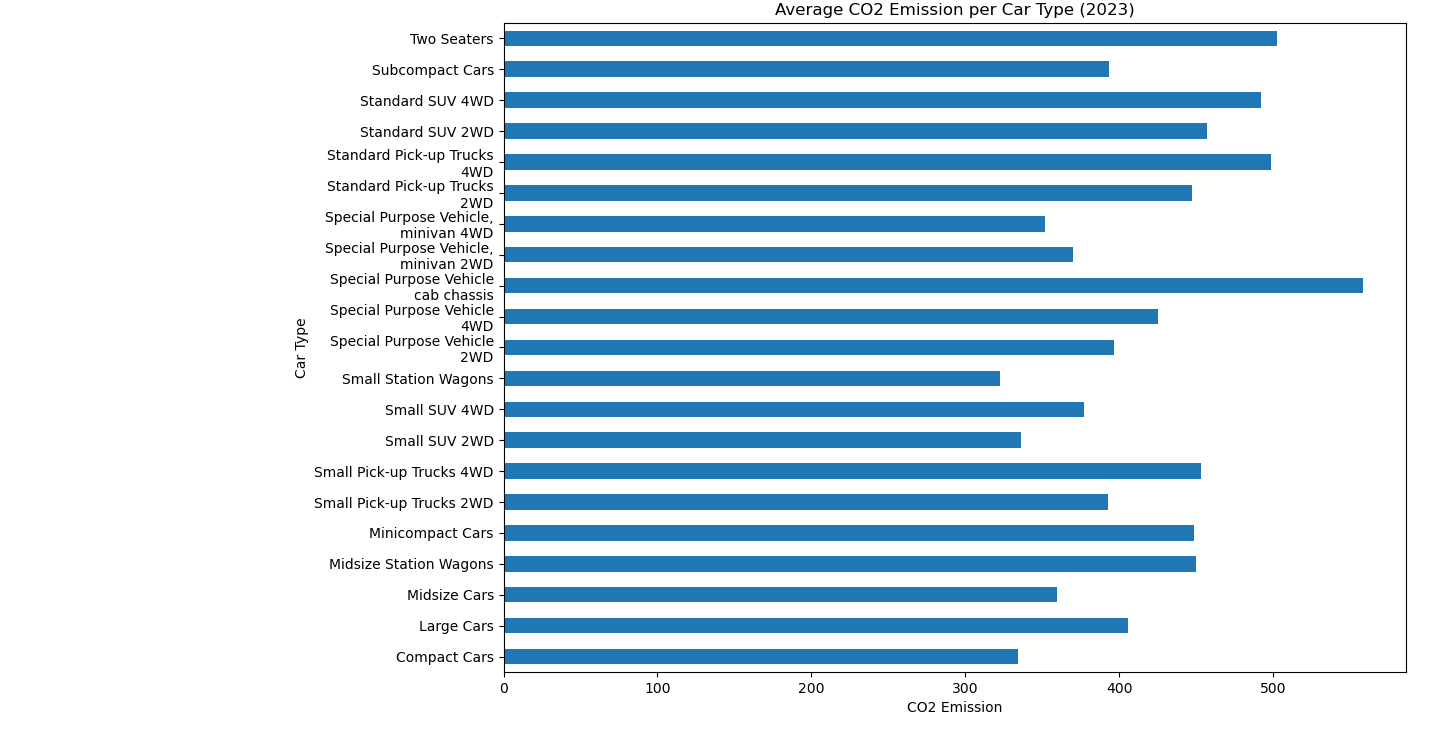 Average CO2 Emission per Car Type (2023)
Two Seaters
Subcompact Cars
Standard SUV 4WD
Standard SUV 2WD
Standard Pick-up Trucks
4WD
Standard Pick-up Trucks
2WD
Special Purpose Vehicle,
minivan 4WD
Special Purpose Vehicle,
minivan 2WD
Special Purpose Vehicle
cab chassis
Special Purpose Vehicle
4WD
Special Purpose Vehicle
2WD
Small Station Wagons
Small SUV 4WD
Small SUV 2WD
Small Pick-up Trucks 4WD
Small Pick-up Trucks 2WD
Minicompact Cars
Midsize Station Wagons
Midsize Cars
Large Cars
Compact Cars
Car Type
0 100 200 300 400 500
CO2 Emission